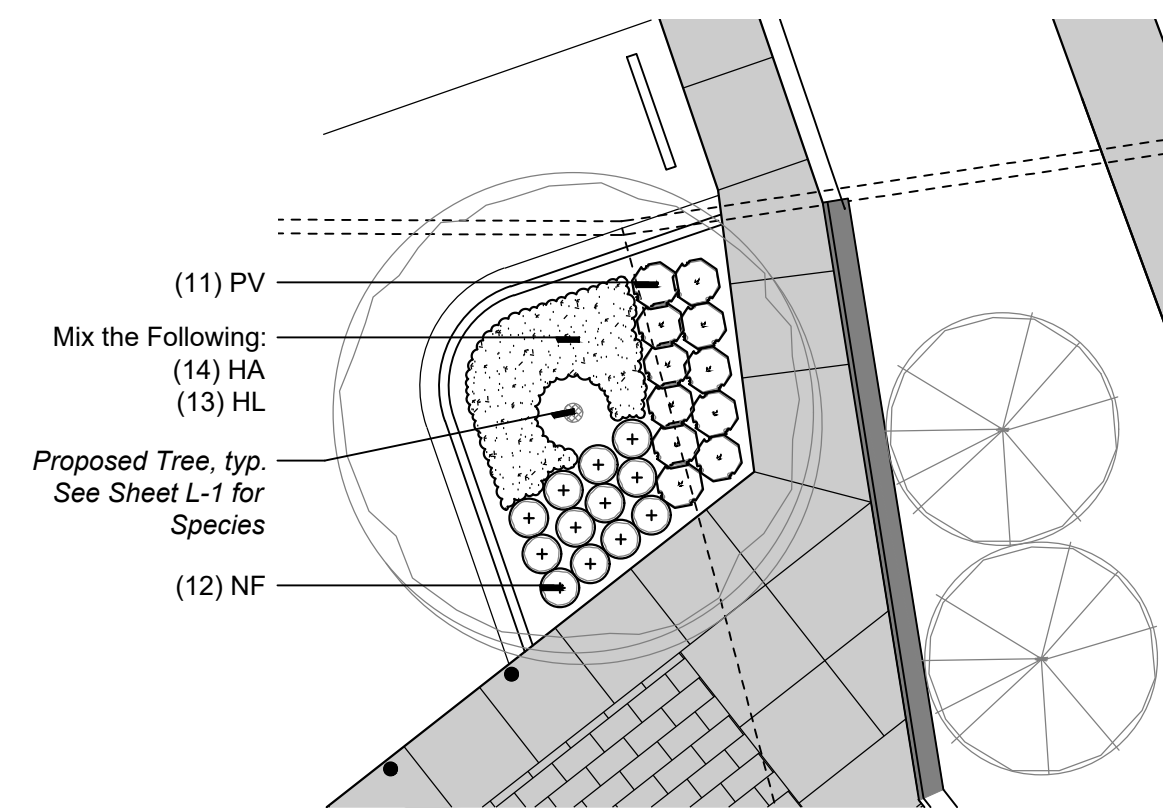 (11) PV
Mix the Following:
(14) HA
(13) HL
Proposed Tree, typ.
See Sheet L-1 for
Species
(12) NF